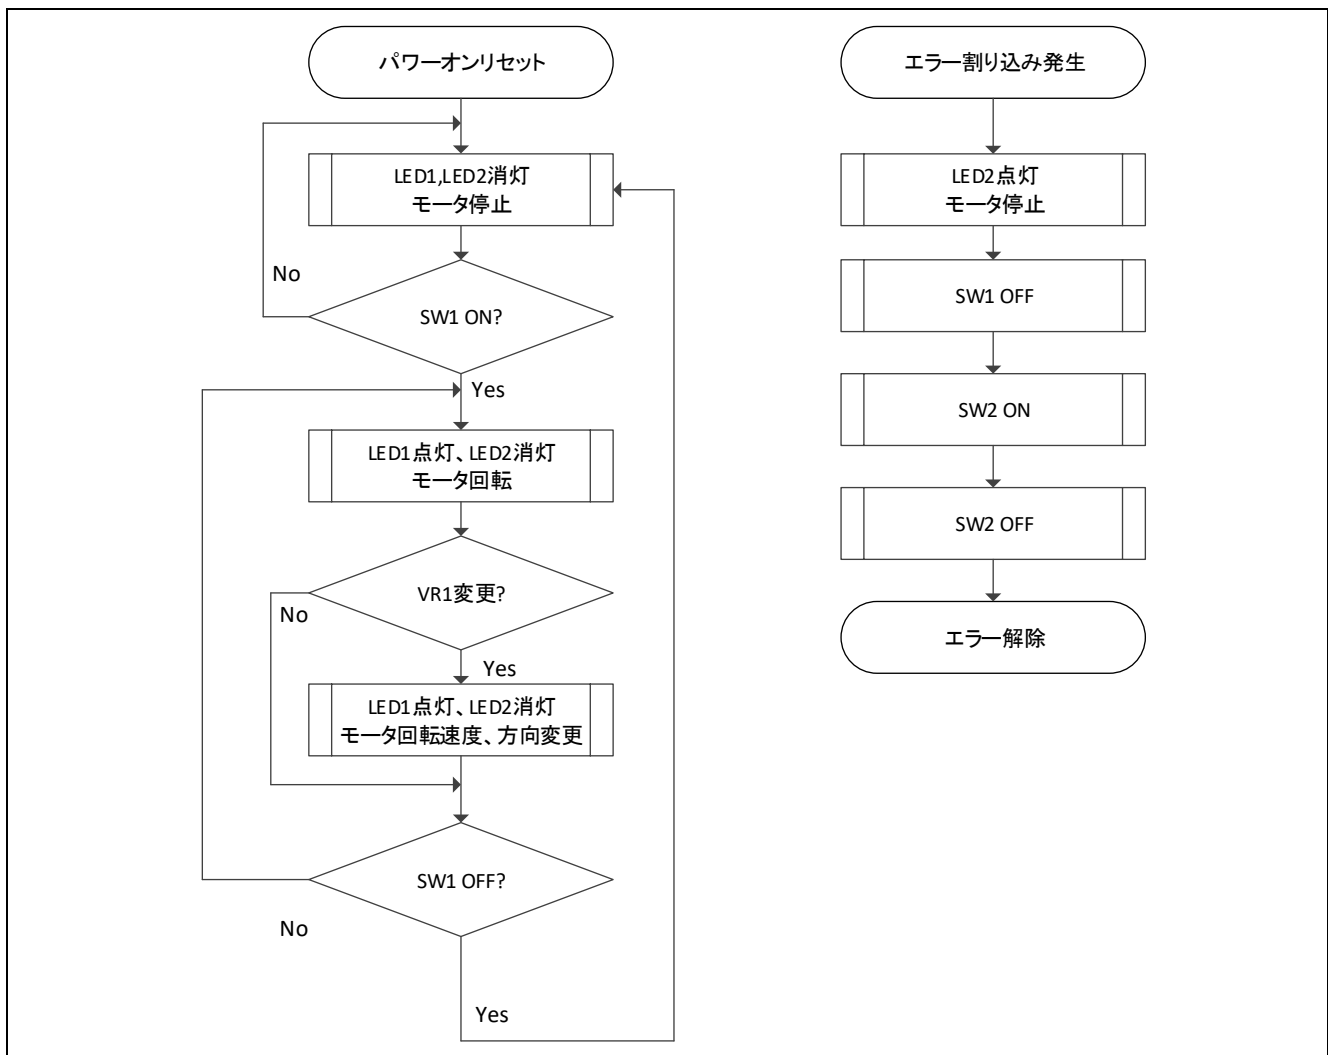 パワーオンリセット
LED1,LED2消灯
モータ停止
No
SW1 ON?
Yes
LED1点灯、LED2消灯
モータ回転
VR1変更?
No
Yes
LED1点灯、LED2消灯
モータ回転速度、方向変更
SW1 OFF?
No
Yes
エラー割り込み発生
LED2点灯
モータ停止
SW1 OFF
SW2 ON
SW2 OFF
エラー解除